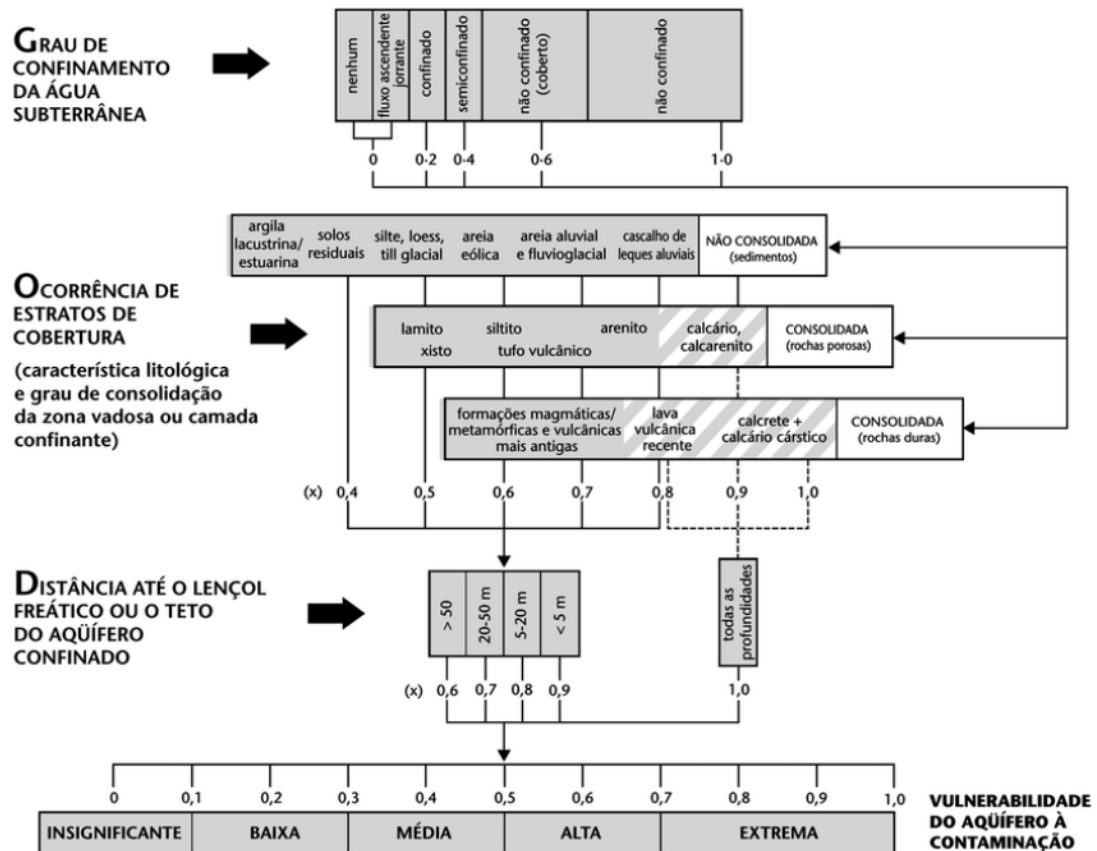 GRAU DE
CONFINAMENTO
DA ÁGUA
SUBTERRÂNEA
nenhum
fluxo ascendente
jorrante
confinado
semiconfinado
não confinado
(coberto)
não confinado
0
0·2
0·4
0·6
1·0
argila
lacustrina/
estuarina
solos
residuais
silte, loess,
till glacial
areia
eólica
areia aluvial
e fluvioglacial
cascalho de
leques aluviais
NÃO CONSOLIDADA
(sedimentos)
OCORRÊNCIA DE
ESTRATOS DE
COBERTURA
(característica litológica
e grau de consolidação
da zona vadosa ou camada
confinante)
lamito
xisto
siltito
tufo vulcânico
arenito
calcário,
calcarenito
CONSOLIDADA
(rochas porosas)
formações magmáticas/
metamórficas e vulcânicas
mais antigas
lava
vulcânica
recente
calcrete +
calcário cárstico
CONSOLIDADA
(rochas duras)
(x) 0,4 0,5 0,6 0,7 0,8 0,9 1,0
DISTÂNCIA ATÉ O LENÇOL
FREÁTICO OU O TETO
DO AQÜÍFERO
CONFINADO
> 50
20-50 m
5-20 m
< 5 m
todas as
profundidades
(x) 0,6 0,7 0,8 0,9 1,0
0 0,1 0,2 0,3 0,4 0,5 0,6 0,7 0,8 0,9 1,0
INSIGNIFICANTE BAIXA MÉDIA ALTA EXTREMA
VULNERABILIDADE
DO AQÜÍFERO À
CONTAMINAÇÃO